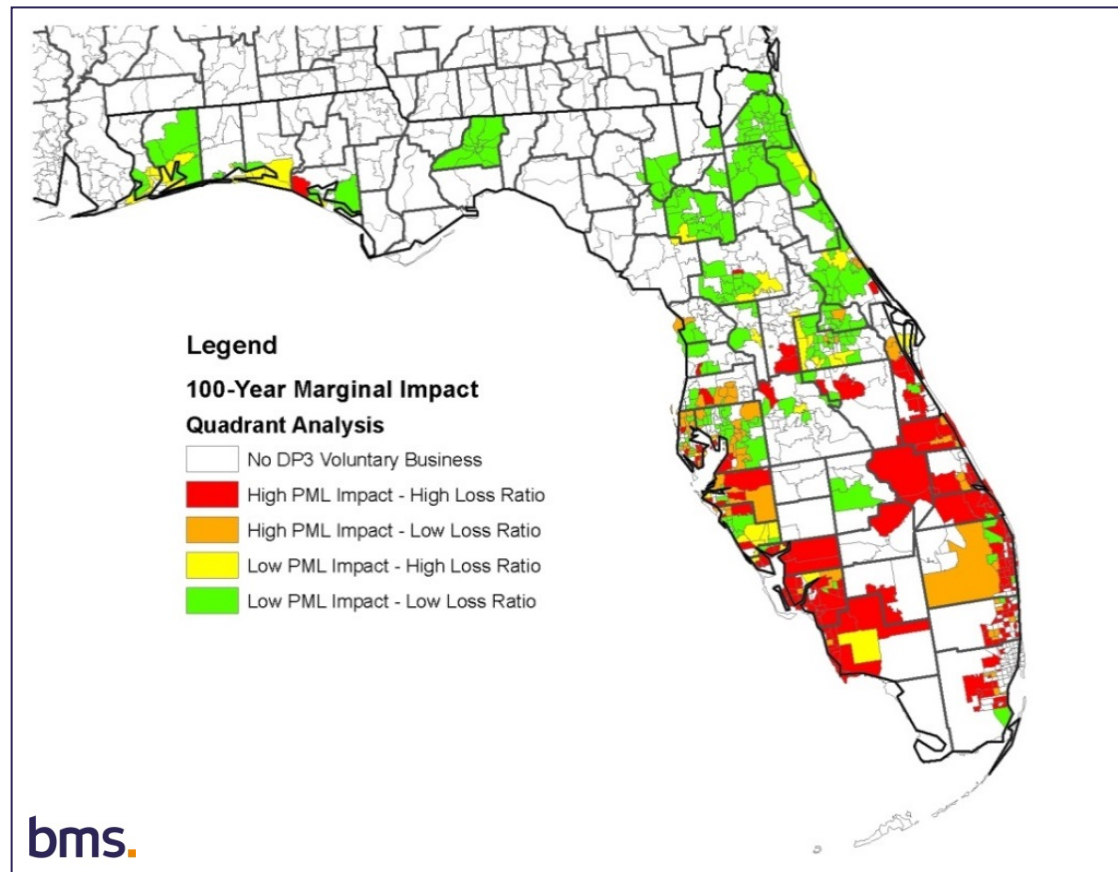 Legend
100-Year Marginal Impact
Quadrant Analysis
No DP3 Voluntary Business
High PML Impact - High Loss Ratio
High PML Impact - Low Loss Ratio
Low PML Impact - High Loss Ratio
Low PML Impact - Low Loss Ratio
bms.